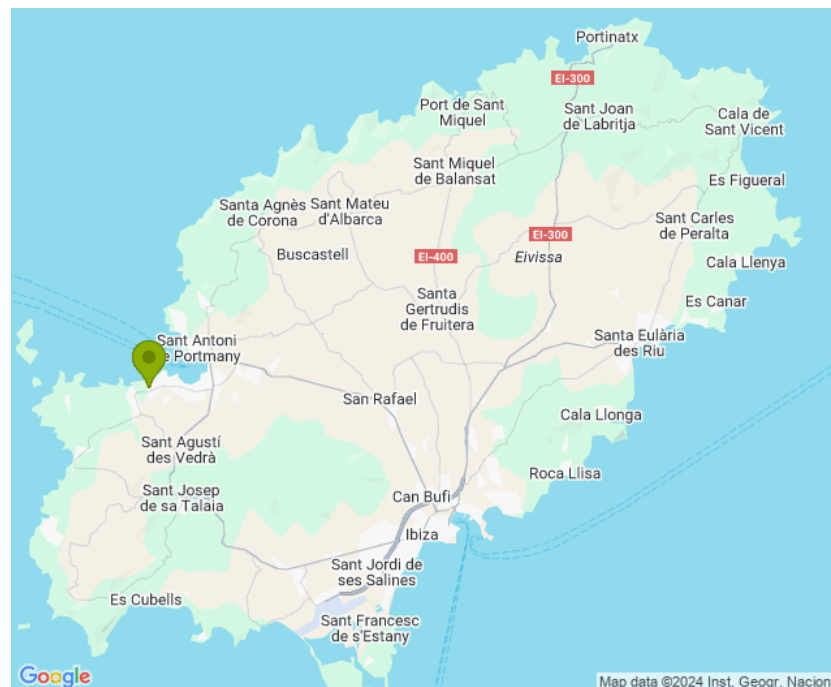 Portinatx
EI-300
Port de Sant
Miquel
Sant Joan
de Labritja
Cala de
Sant Vicent
Sant Miquel
de Balansat
Es Figueral
Santa Agnès
de Corona
Sant Mateu
d'Albarca
Sant Carles
de Peralta
EI-300
Buscastell
EI-400
Eivissa
Cala Llenya
Santa
Gertrudis
de Fruitera
Es Canar
Sant Antoni
e Portmany
Santa Eulària
des Riu
San Rafael
Cala Llonga
Sant Agustí
des Vedrà
Roca Llisa
Sant Josep
de sa Talaia
Can Bufi
Ibiza
Sant Jordi de
ses Salines
Es Cubells
Sant Francesc
de s'Estany
Google
Map data ©2024 Inst. Geogr. Nacion